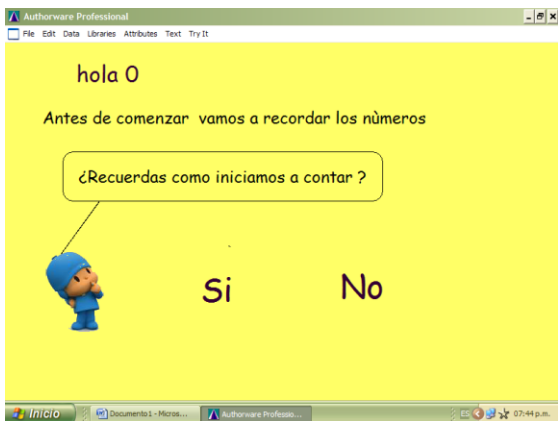 Authorware Professional
File Edit Data Libraries Attributes Text Try It
hola 0
Antes de comenzar vamos a recordar los nùmeros
¿Recuerdas como iniciamos a contar ?
Si No
Inicio Documento1 - Micros... Authorware Professio... 07:44 p.m.